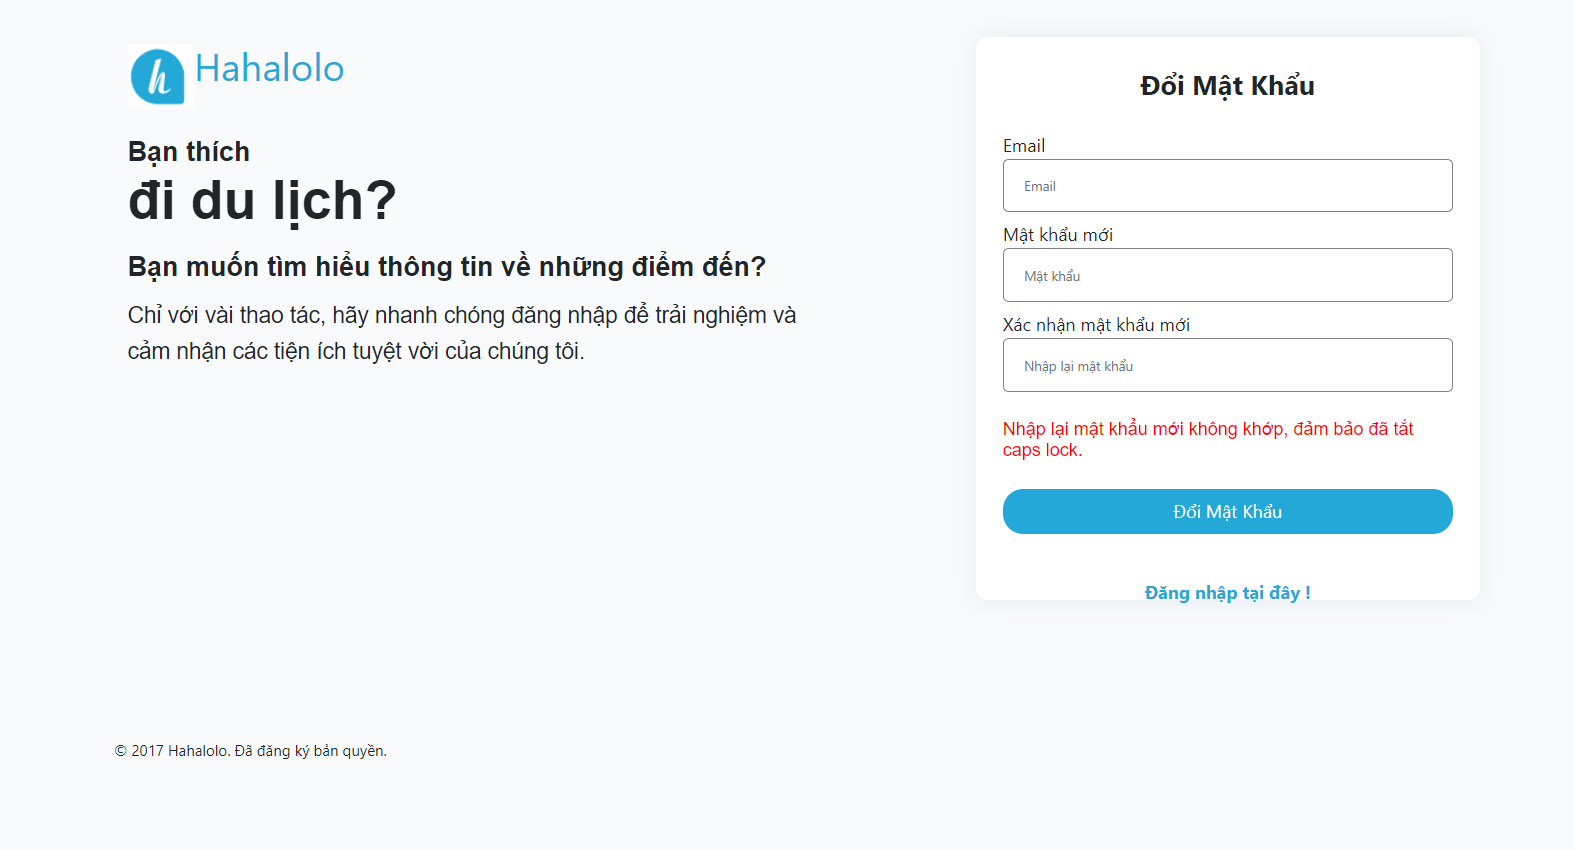 h Hahalolo
Bạn thích
đi du lịch?
Bạn muốn tìm hiểu thông tin về những điểm đến?
Chỉ với vài thao tác, hãy nhanh chóng đăng nhập để trải nghiệm và
cảm nhận các tiện ích tuyệt vời của chúng tôi.
Đổi Mật Khẩu
Email
Email
Mật khẩu mới
Mật khẩu
Xác nhận mật khẩu mới
Nhập lại mật khẩu
Nhập lại mật khẩu mới không khớp, đảm bảo đã tắt
caps lock.
Đổi Mật Khẩu
Đăng nhập tại đây !
© 2017 Hahalolo. Đã đăng ký bản quyền.